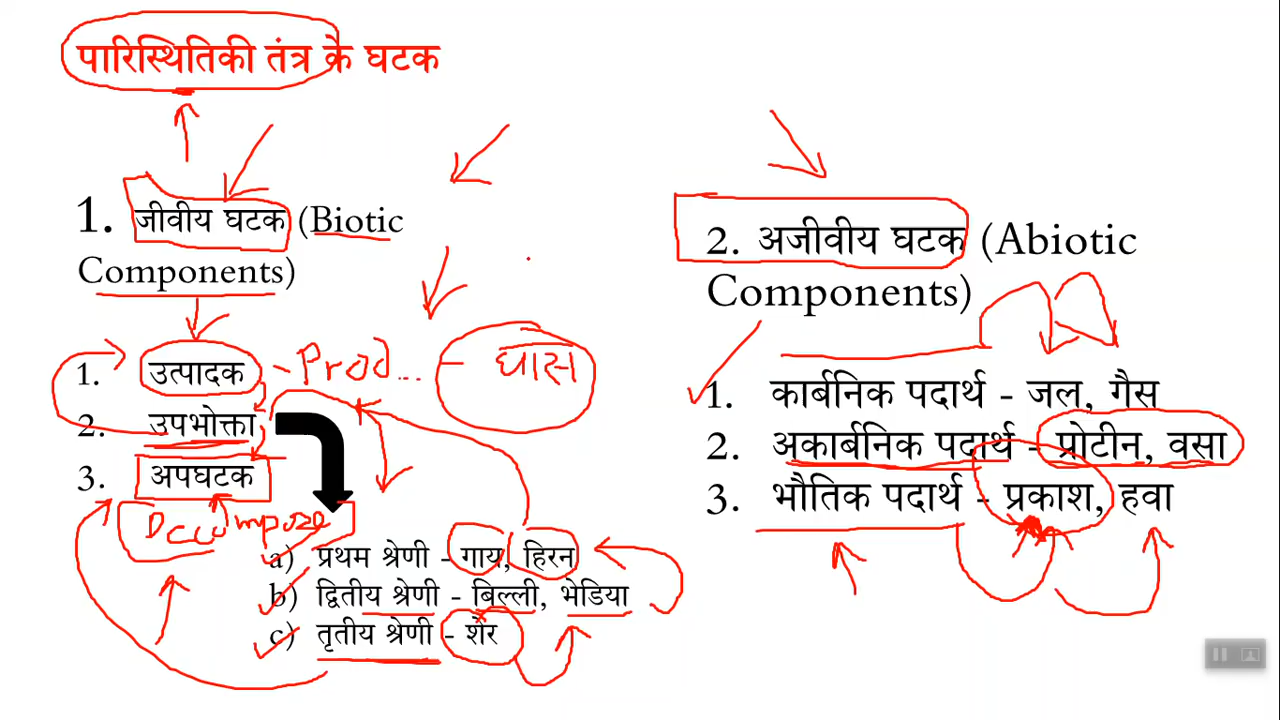 पारिस्थितिकी तंत्र के घटक
1. जीवीय घटक (Biotic
Components)
1. उत्पादक - Prod... - घास
2. उपभोक्ता
3. अपघटक
a) प्रथम श्रेणी - गाय, हिरन
b) द्वितीय श्रेणी - बिल्ली, भेडिया
c) तृतीय श्रेणी - शेर
2. अजीवीय घटक (Abiotic
Components)
1. कार्बनिक पदार्थ - जल, गैस
2. अकार्बनिक पदार्थ - प्रोटीन, वसा
3. भौतिक पदार्थ - प्रकाश, हवा